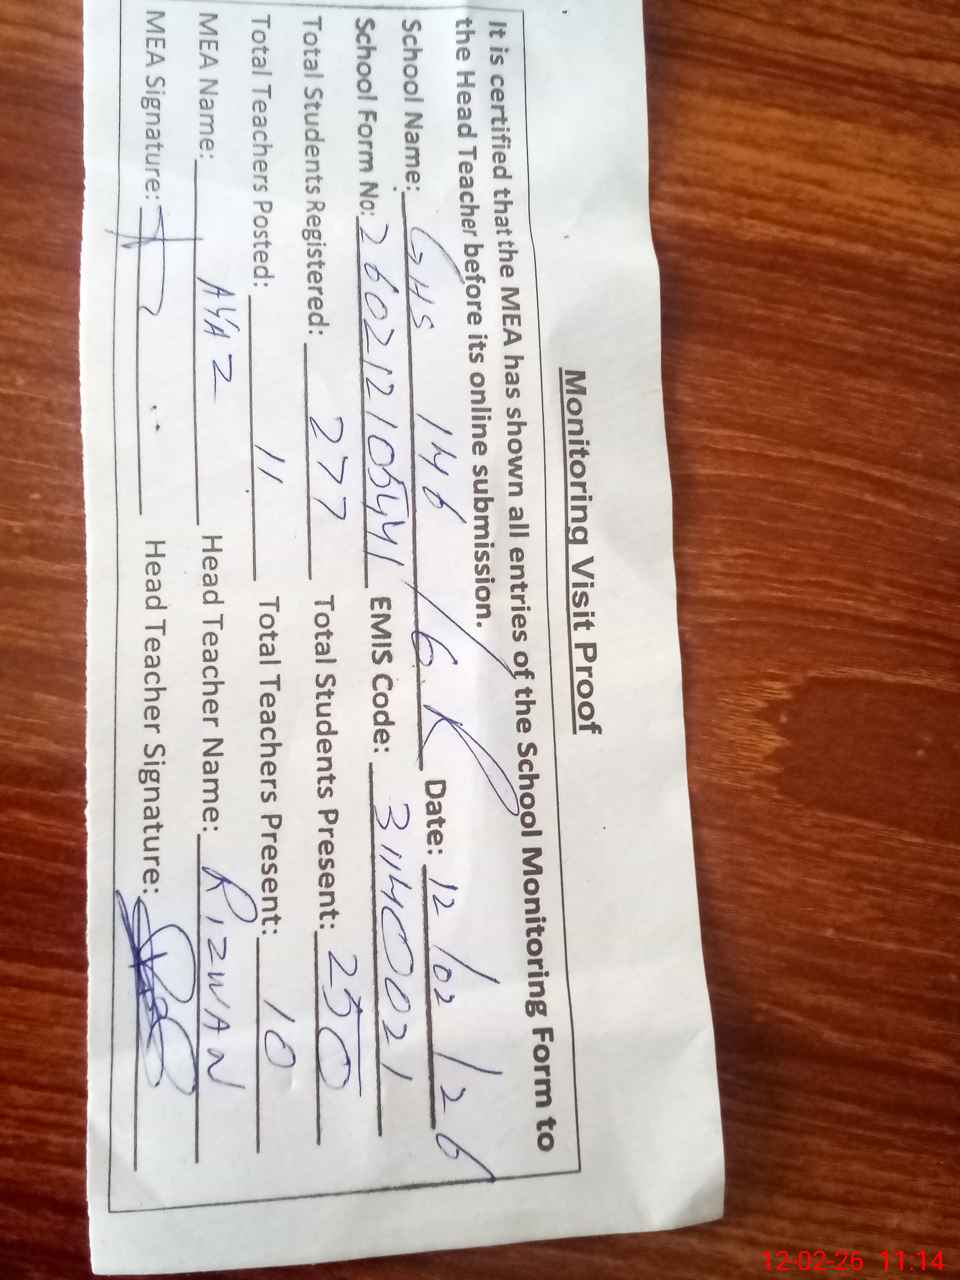 Monitoring Visit Proof
It is certified that the MEA has shown all entries of the School Monitoring Form to
the Head Teacher before its online submission.
School Name: GHS 146/6.R Date: 12/02/26
School Form No: 260212105441 EMIS Code: 31140021
Total Students Registered: 277 Total Students Present: 250
Total Teachers Posted: 11 Total Teachers Present: 10
MEA Name: AYAZ Head Teacher Name: RIZWAN
MEA Signature: Head Teacher Signature:
12-02-26 11:14